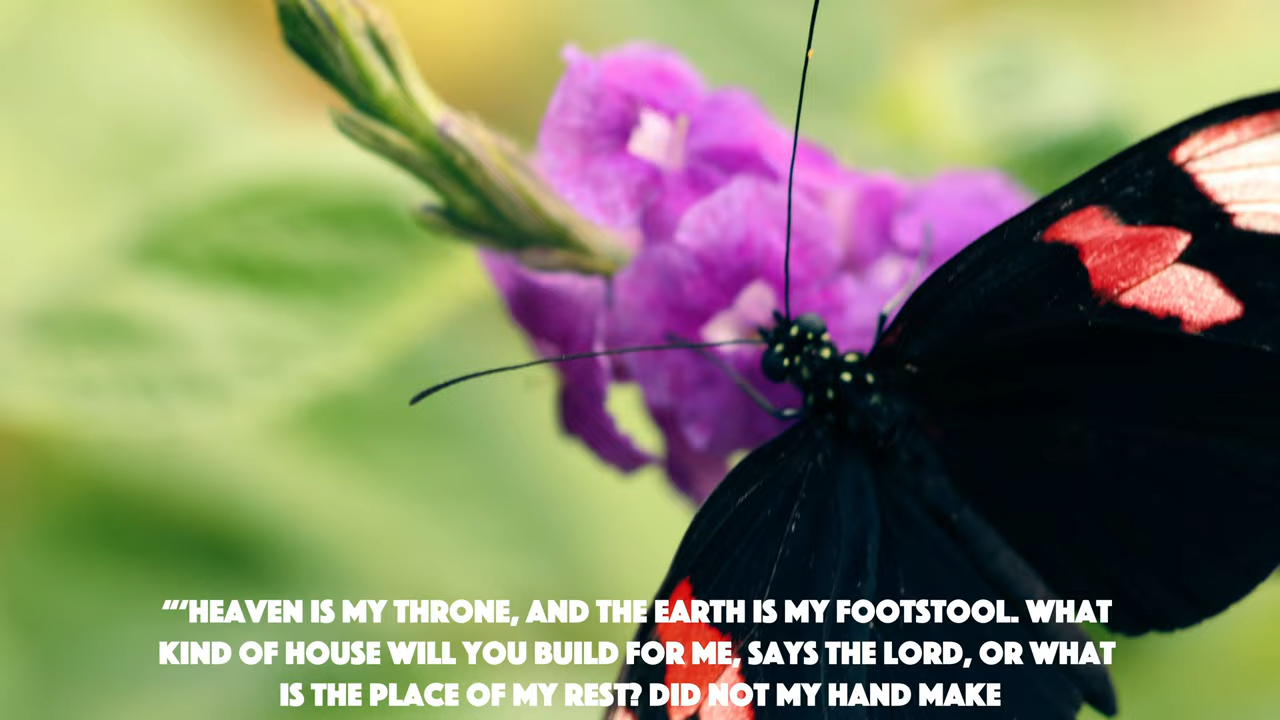 “‘HEAVEN IS MY THRONE, AND THE EARTH IS MY FOOTSTOOL. WHAT
KIND OF HOUSE WILL YOU BUILD FOR ME, SAYS THE LORD, OR WHAT
IS THE PLACE OF MY REST? DID NOT MY HAND MAKE